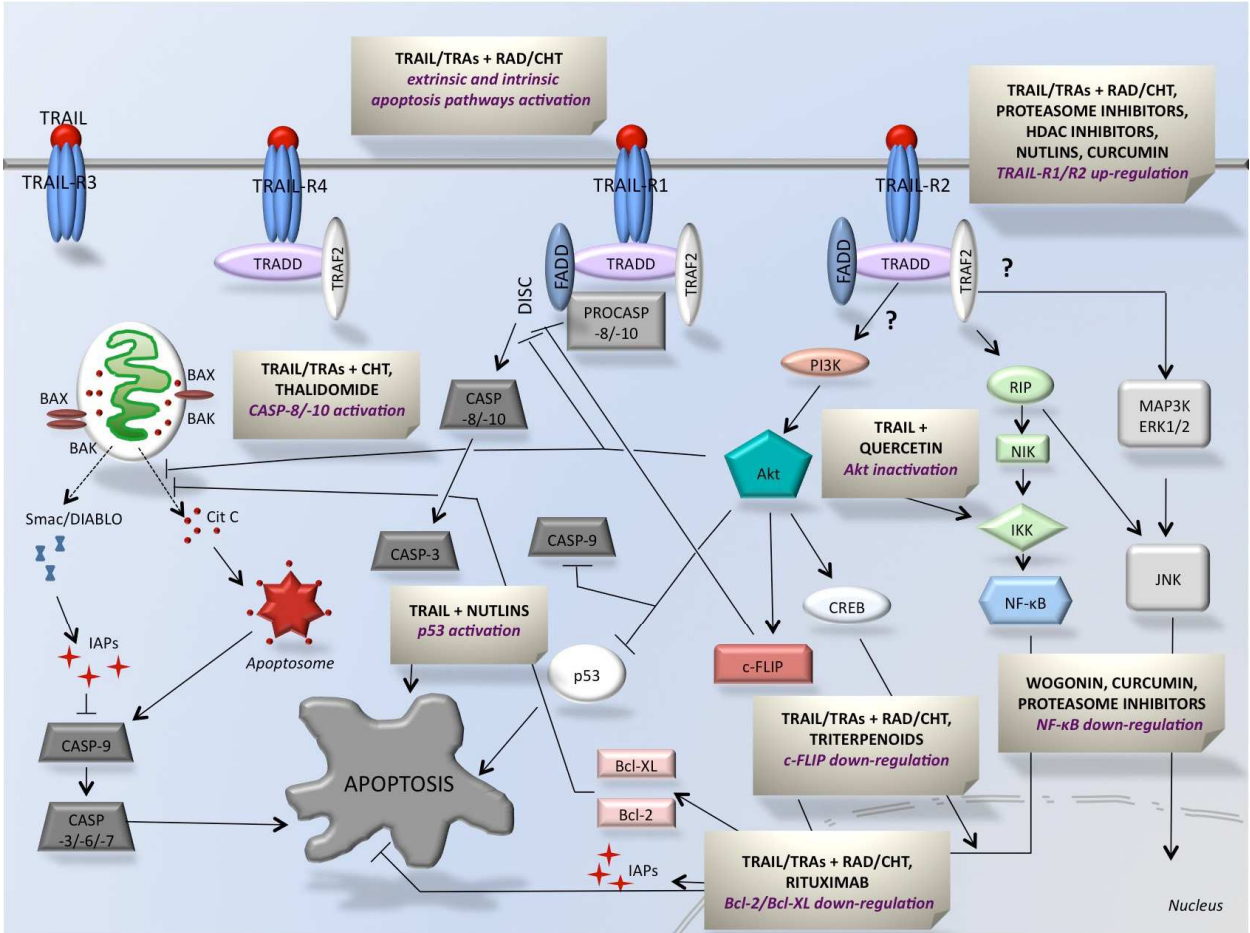 TRAIL/TRAs + RAD/CHT
extrinsic and intrinsic
apoptosis pathways activation
TRAIL/TRAs + RAD/CHT,
PROTEASOME INHIBITORS,
HDAC INHIBITORS,
NUTLINS, CURCUMIN
TRAIL-R1/R2 up-regulation
TRAIL
TRAIL-R3
TRAIL-R4
TRAIL-R1
TRAIL-R2
TRADD
TRAF2
FADD
TRADD
TRAF2
FADD
TRADD
TRAF2
?
?
DISC
PROCASP
-8/-10
BAX
BAK
BAX
BAK
TRAIL/TRAs + CHT,
THALIDOMIDE
CASP-8/-10 activation
CASP
-8/-10
PI3K
RIP
MAP3K
ERK1/2
TRAIL +
QUERCETIN
Akt inactivation
NIK
Akt
Smac/DIABLO
Cit C
IKK
CASP-3
CASP-9
JNK
CREB
NF-κB
TRAIL + NUTLINS
p53 activation
IAPs
Apoptosome
p53
c-FLIP
WOGONIN, CURCUMIN,
PROTEASOME INHIBITORS
NF-κB down-regulation
TRAIL/TRAs + RAD/CHT,
TRITERPENOIDS
c-FLIP down-regulation
CASP-9
APOPTOSIS
Bcl-XL
Bcl-2
CASP
-3/-6/-7
IAPs
TRAIL/TRAs + RAD/CHT,
RITUXIMAB
Bcl-2/Bcl-XL down-regulation
Nucleus